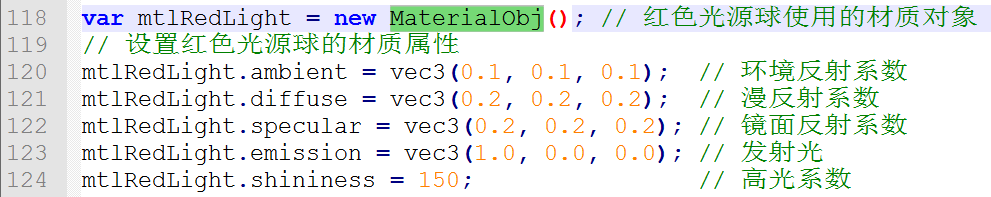 118 var mtlRedLight = new MaterialObj(); // 红色光源球使用的材质对象
119 // 设置红色光源球的材质属性
120 mtlRedLight.ambient = vec3(0.1, 0.1, 0.1);  // 环境反射系数
121 mtlRedLight.diffuse = vec3(0.2, 0.2, 0.2);  // 漫反射系数
122 mtlRedLight.specular = vec3(0.2, 0.2, 0.2); // 镜面反射系数
123 mtlRedLight.emission = vec3(1.0, 0.0, 0.0); // 发射光
124 mtlRedLight.shininess = 150;                // 高光系数